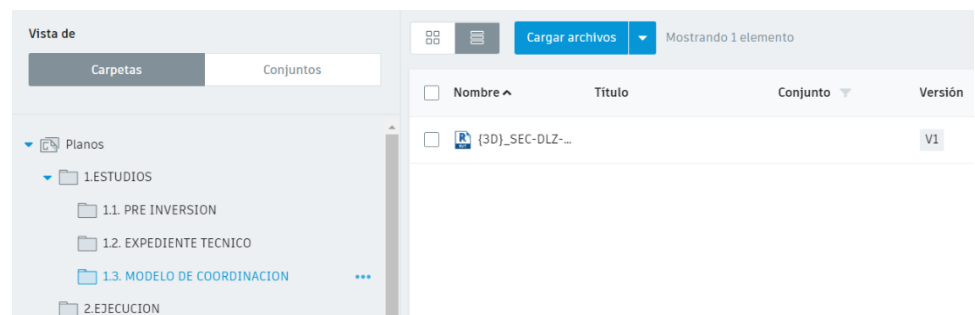 Vista de
Carpetas
Conjuntos
Planos
1.ESTUDIOS
1.1. PRE INVERSION
1.2. EXPEDIENTE TECNICO
1.3. MODELO DE COORDINACION
2.EJECUCION
Cargar archivos
Mostrando 1 elemento
Nombre Título Conjunto Versión
{3D}_SEC-DLZ-... V1